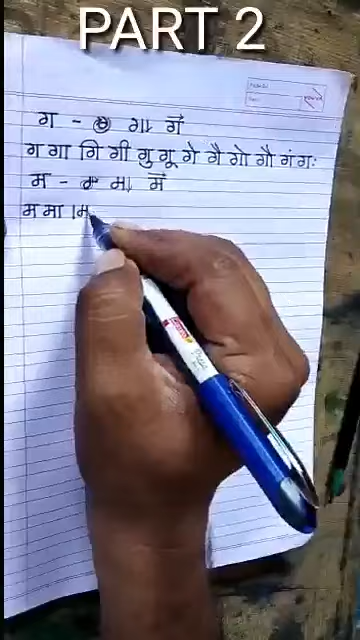 PART 2
ग - गा गं
ग गा गि गी गु गू गे गै गो गौ गं गः
म - मा मं
म मा मि